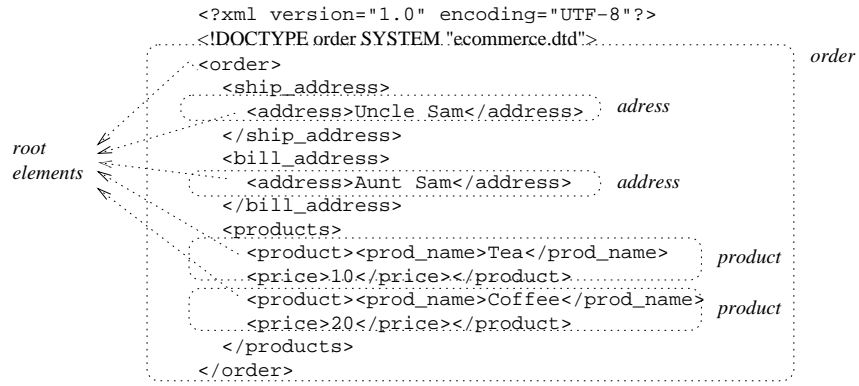 <?xml version="1.0" encoding="UTF-8"?>
<!DOCTYPE order SYSTEM "ecommerce.dtd">
order
<order>
<ship_address>
<address>Uncle Sam</address>
adress
</ship_address>
root
elements
<bill_address>
<address>Aunt Sam</address>
address
</bill_address>
<products>
<product><prod_name>Tea</prod_name>
product
<price>10</price></product>
<product><prod_name>Coffee</prod_name>
product
<price>20</price></product>
</products>
</order>